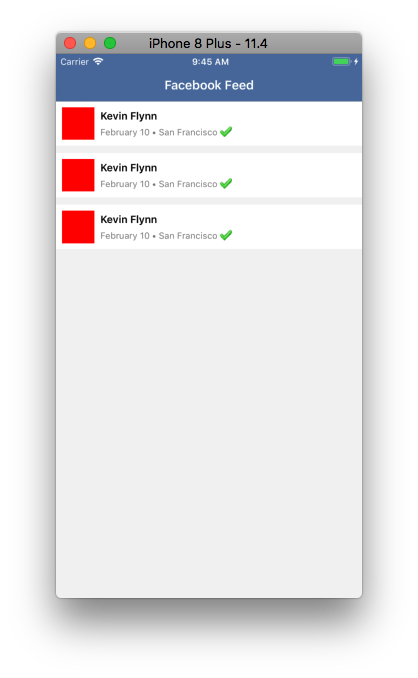 iPhone 8 Plus - 11.4
Carrier 9:45 AM
Facebook Feed
Kevin Flynn
February 10 • San Francisco
Kevin Flynn
February 10 • San Francisco
Kevin Flynn
February 10 • San Francisco